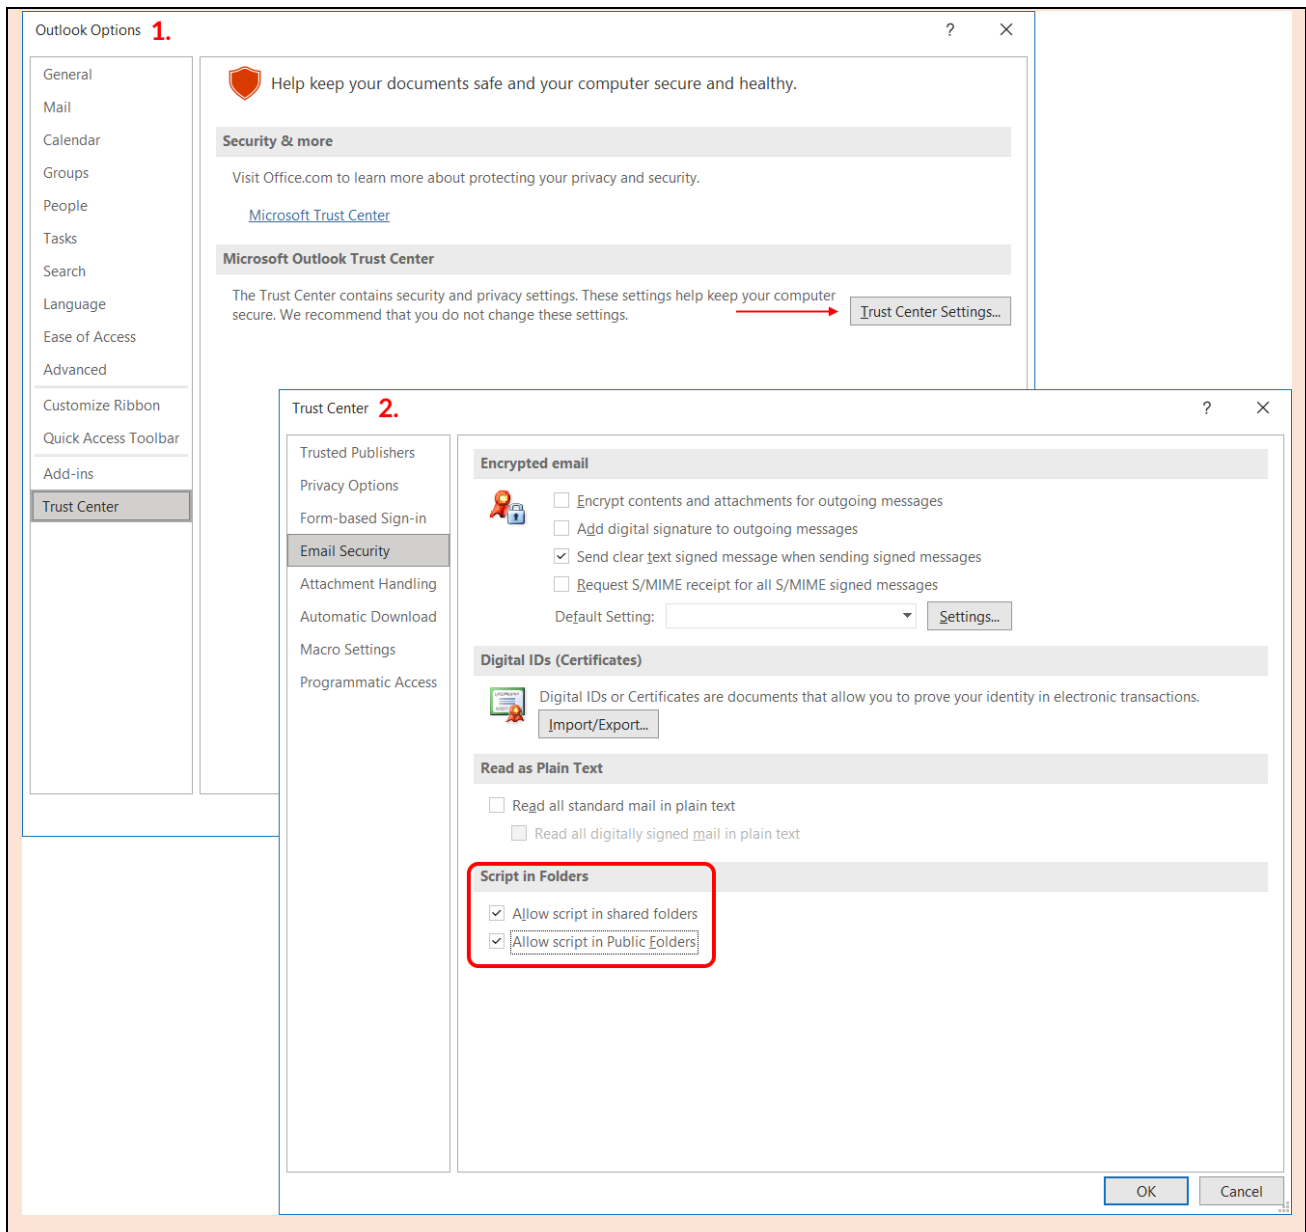 Outlook Options 1.
?
General
Mail
Calendar
Groups
People
Tasks
Search
Language
Ease of Access
Advanced
Customize Ribbon
Quick Access Toolbar
Add-ins
Trust Center
Help keep your documents safe and your computer secure and healthy.
Security & more
Visit Office.com to learn more about protecting your privacy and security.
Microsoft Trust Center
Microsoft Outlook Trust Center
The Trust Center contains security and privacy settings. These settings help keep your computer
secure. We recommend that you do not change these settings.
Trust Center Settings...
Trust Center 2.
?
Trusted Publishers
Privacy Options
Form-based Sign-in
Email Security
Attachment Handling
Automatic Download
Macro Settings
Programmatic Access
Encrypted email
Encrypt contents and attachments for outgoing messages
Add digital signature to outgoing messages
Send clear text signed message when sending signed messages
Request S/MIME receipt for all S/MIME signed messages
Default Setting:
Settings...
Digital IDs (Certificates)
Digital IDs or Certificates are documents that allow you to prove your identity in electronic transactions.
Import/Export...
Read as Plain Text
Read all standard mail in plain text
Read all digitally signed mail in plain text
Script in Folders
Allow script in shared folders
Allow script in Public Folders
OK
Cancel